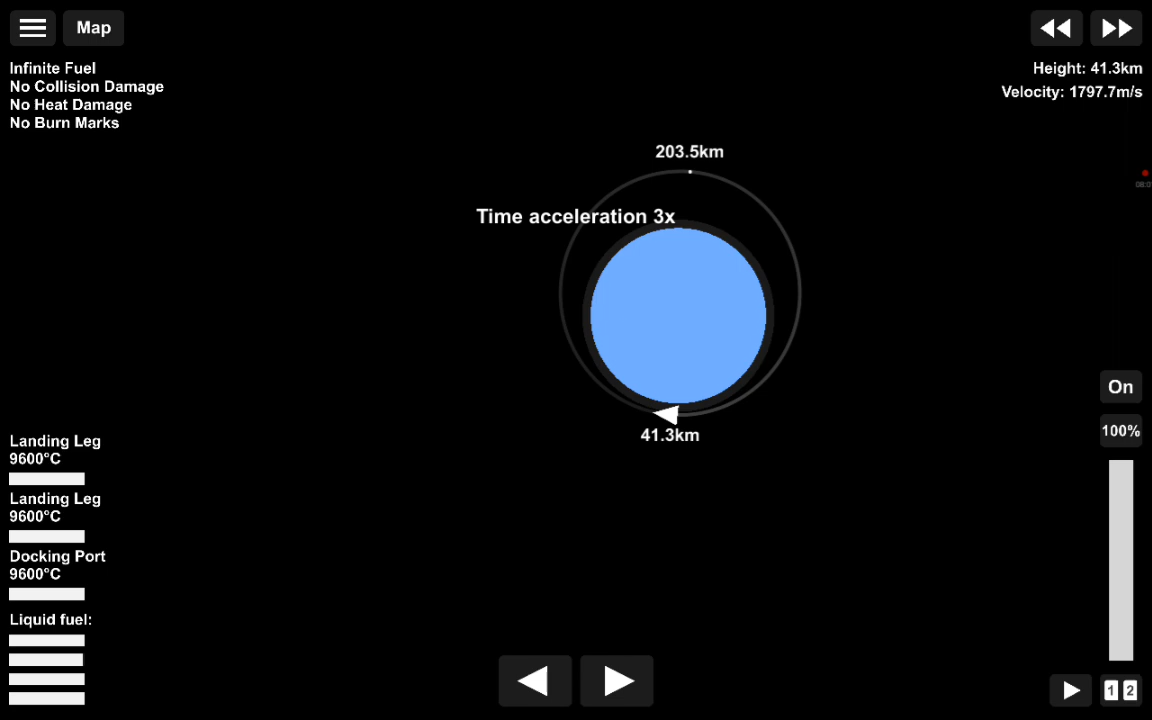 Map
Infinite Fuel
No Collision Damage
No Heat Damage
No Burn Marks
Height: 41.3km
Velocity: 1797.7m/s
203.5km
Time acceleration 3x
41.3km
On
100%
Landing Leg
9600°C
Landing Leg
9600°C
Docking Port
9600°C
Liquid fuel:
1 2